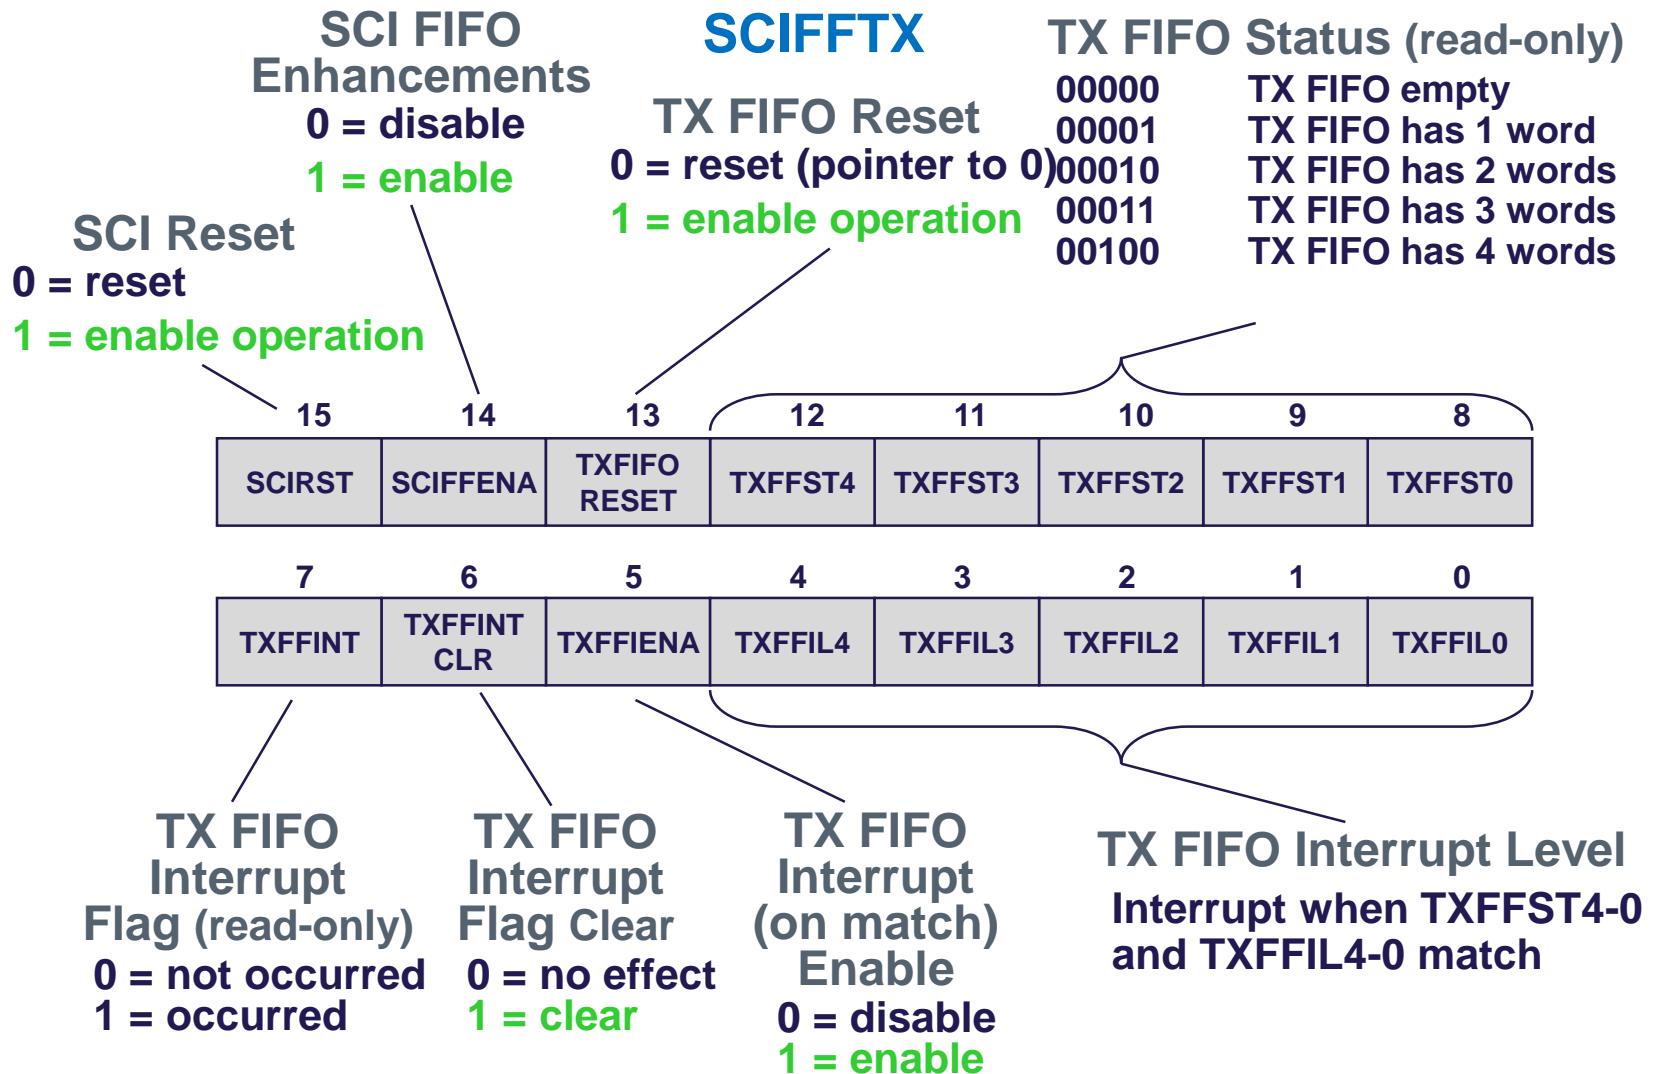 SCIFFTX
SCI FIFO
Enhancements
0 = disable
1 = enable
TX FIFO Reset
0 = reset (pointer to 0)
1 = enable operation
TX FIFO Status (read-only)
00000 TX FIFO empty
00001 TX FIFO has 1 word
00010 TX FIFO has 2 words
00011 TX FIFO has 3 words
00100 TX FIFO has 4 words
SCI Reset
0 = reset
1 = enable operation
15 14 13 12 11 10 9 8
SCIRST SCIFFENA TXFIFO RESET TXFFST4 TXFFST3 TXFFST2 TXFFST1 TXFFST0
7 6 5 4 3 2 1 0
TXFFINT TXFFINT CLR TXFFIENA TXFFIL4 TXFFIL3 TXFFIL2 TXFFIL1 TXFFIL0
TX FIFO
Interrupt
Flag (read-only)
0 = not occurred
1 = occurred
TX FIFO
Interrupt
Flag Clear
0 = no effect
1 = clear
TX FIFO
Interrupt
(on match)
Enable
0 = disable
1 = enable
TX FIFO Interrupt Level
Interrupt when TXFFST4-0
and TXFFIL4-0 match